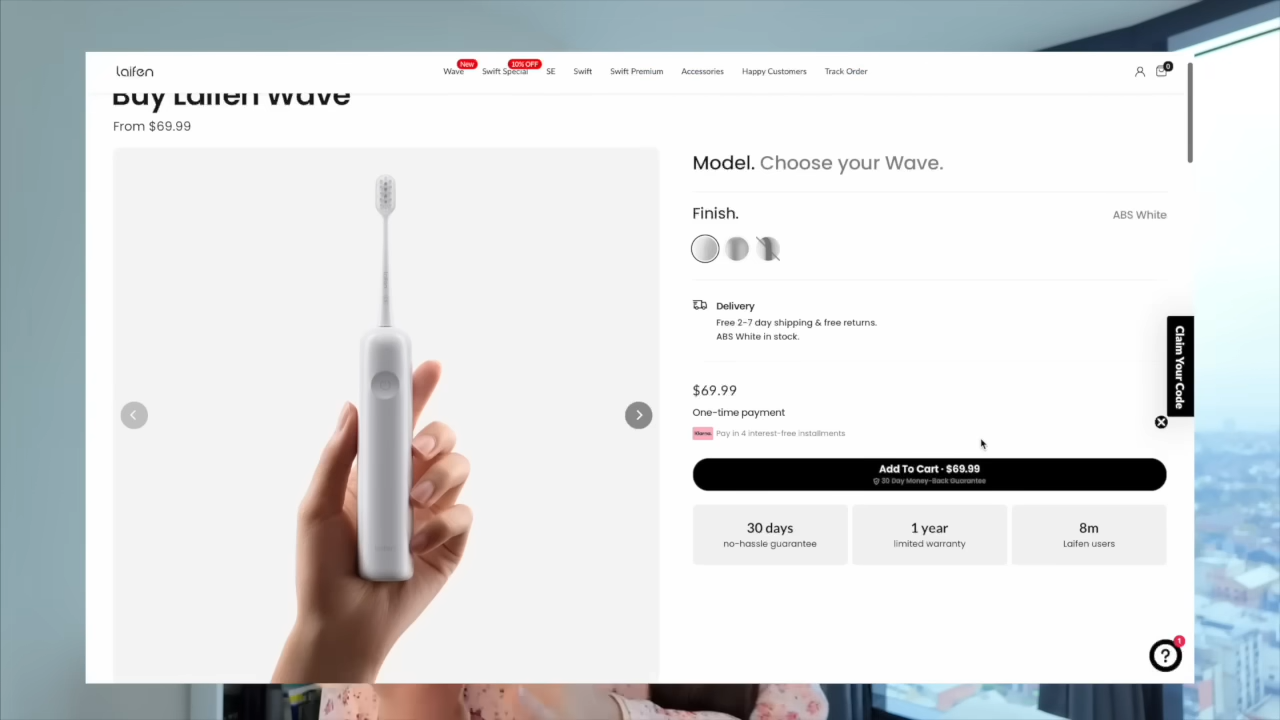 laifen
Wave New Swift Special 10% OFF SE Swift Swift Premium Accessories Happy Customers Track Order
0
Buy Laifen Wave
From $69.99
Model. Choose your Wave.
Finish.
ABS White
Delivery
Free 2-7 day shipping & free returns.
ABS White in stock.
Claim Your Code
$69.99
One-time payment
Klarna. Pay in 4 interest-free installments
Add To Cart · $69.99
30 Day Money-Back Guarantee
30 days
no-hassle guarantee
1 year
limited warranty
8m
Laifen users
?
1